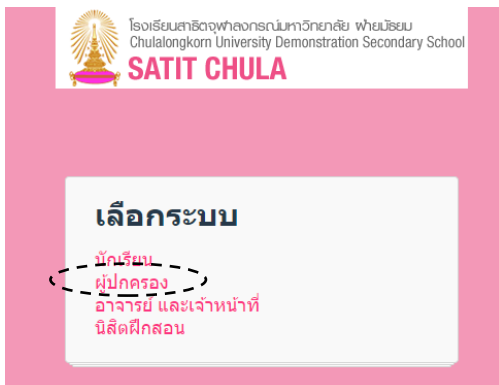 โรงเรียนสาธิตจุฬาลงกรณ์มหาวิทยาลัย ฝ่ายมัธยม
Chulalongkorn University Demonstration Secondary School
SATIT CHULA
เลือกระบบ
นักเรียน
ผู้ปกครอง
อาจารย์ และเจ้าหน้าที่
นิสิตฝึกสอน